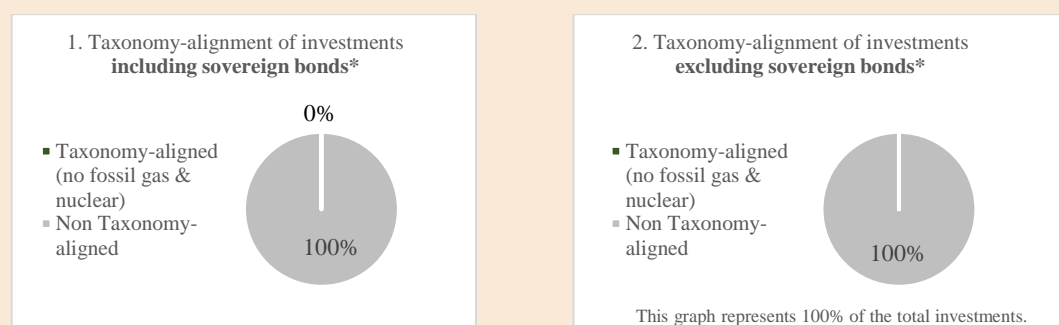 1. Taxonomy-alignment of investments
including sovereign bonds*
0%
Taxonomy-aligned
(no fossil gas &
nuclear)
Non Taxonomy-
aligned
100%
2. Taxonomy-alignment of investments
excluding sovereign bonds*
Taxonomy-aligned
(no fossil gas &
nuclear)
Non Taxonomy-
aligned
100%
This graph represents 100% of the total investments.